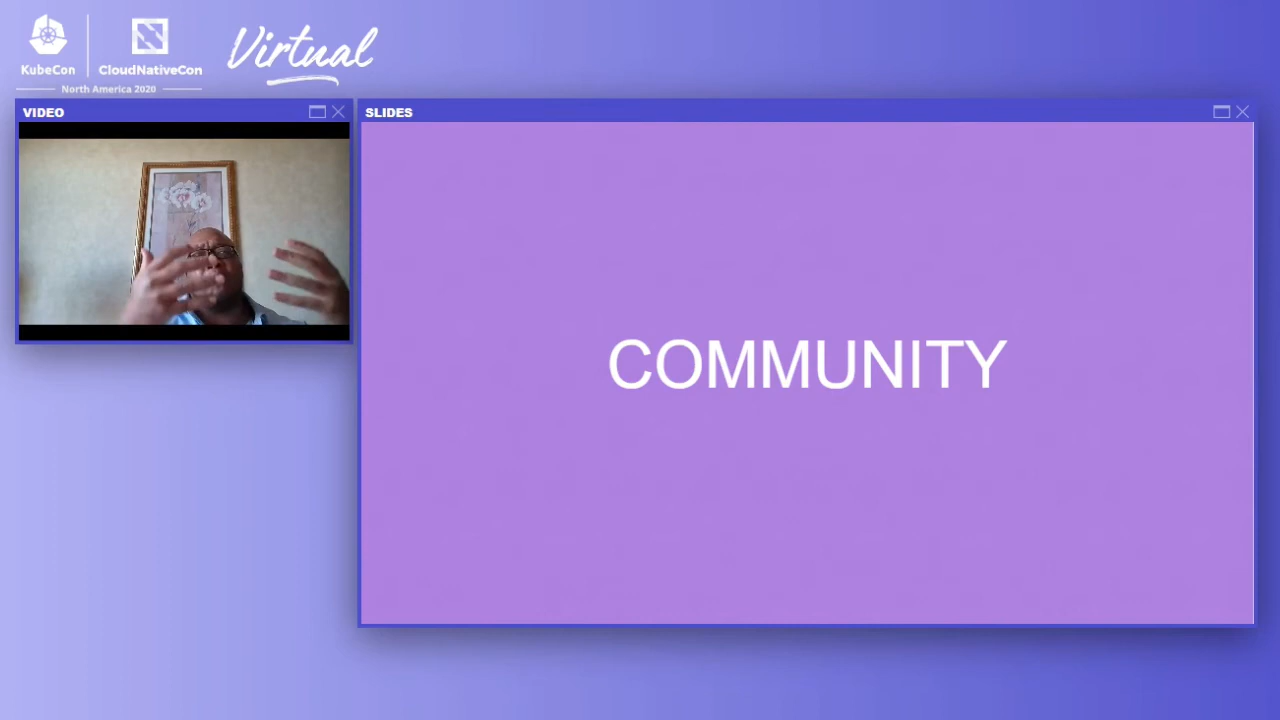 KubeCon
CloudNativeCon
North America 2020
Virtual
VIDEO
SLIDES
COMMUNITY